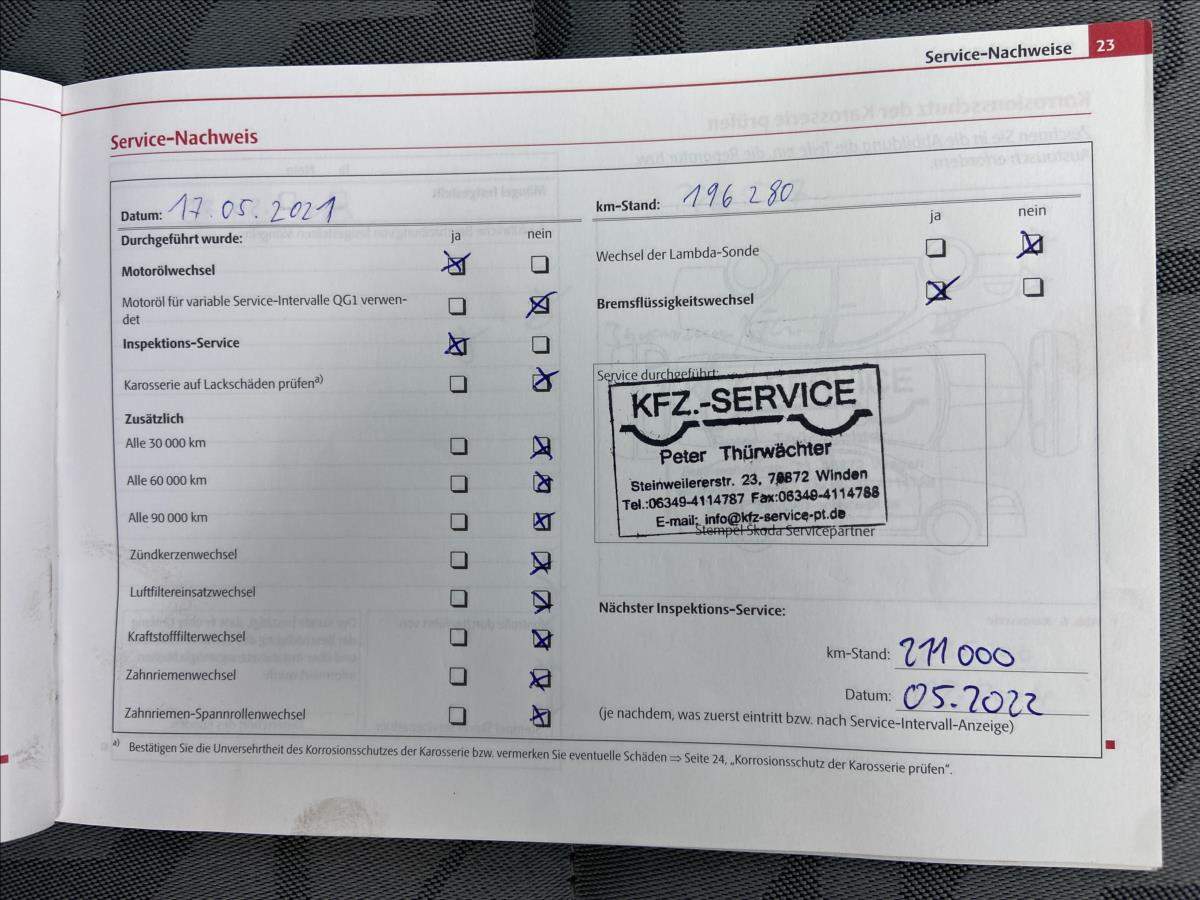 Service-Nachweise 23
Service-Nachweis
Datum: 17.05.2021
km-Stand: 196 280
Durchgeführt wurde: ja nein
ja nein
Motorölwechsel
Wechsel der Lambda-Sonde
Motoröl für variable Service-Intervalle QG1 verwen-
det
Bremsflüssigkeitswechsel
Inspektions-Service
Karosserie auf Lackschäden prüfen a)
Zusätzlich
Alle 30 000 km
Alle 60 000 km
Alle 90 000 km
Zündkerzenwechsel
Luftfiltereinsatzwechsel
Kraftstofffilterwechsel
Zahnriemenwechsel
Zahnriemen-Spannrollenwechsel
Service durchgeführt:
KFZ.-SERVICE
Peter Thürwächter
Steinweilererstr. 23, 76872 Winden
Tel.:06349-4114787 Fax:06349-4114788
E-mail: info@kfz-service-pt.de
Stempel Škoda Servicepartner
Nächster Inspektions-Service:
km-Stand: 211 000
Datum: 05.2022
(je nachdem, was zuerst eintritt bzw. nach Service-Intervall-Anzeige)
a) Bestätigen Sie die Unversehrtheit des Korrosionsschutzes der Karosserie bzw. vermerken Sie eventuelle Schäden ⇒ Seite 24, „Korrosionsschutz der Karosserie prüfen“.